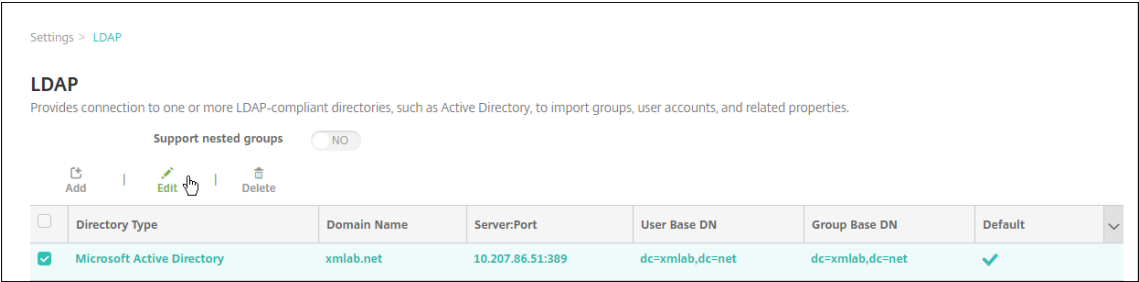 Settings > LDAP
LDAP
Provides connection to one or more LDAP-compliant directories, such as Active Directory, to import groups, user accounts, and related properties.
Support nested groups NO
Add | Edit | Delete
Directory Type Domain Name Server:Port User Base DN Group Base DN Default
Microsoft Active Directory xmlab.net 10.207.86.51:389 dc=xmlab,dc=net dc=xmlab,dc=net